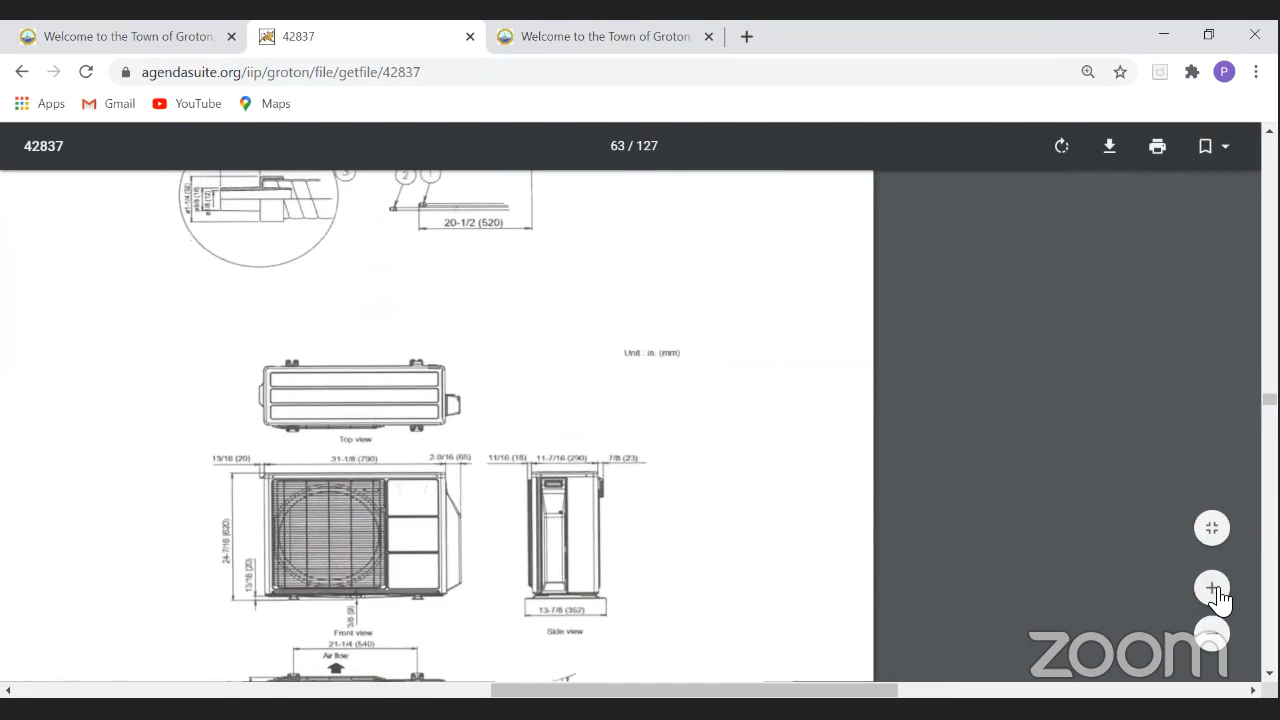 Welcome to the Town of Groton,
42837
Welcome to the Town of Groton,
agendasuite.org/iip/groton/file/getfile/42837
P
Apps
Gmail
YouTube
Maps
42837
63 / 127
3
2
1
20-1/2 (520)
Unit : in. (mm)
Top view
13/16 (20)
31-1/8 (790)
2-9/16 (65)
11/16 (18)
11-7/16 (290)
7/8 (23)
24-7/16 (620)
13/16 (20)
3/8 (9)
13-7/8 (352)
Front view
Side view
21-1/4 (540)
Air flow
zoom